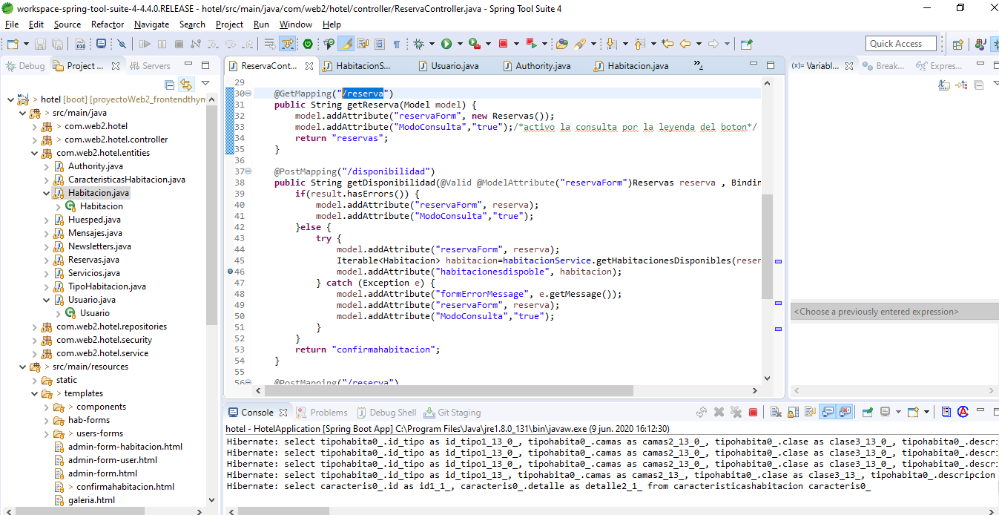 workspace-spring-tool-suite-4-4.4.0.RELEASE - hotel/src/main/java/com/web2/hotel/controller/ReservaController.java - Spring Tool Suite 4
File Edit Source Refactor Navigate Search Project Run Window Help
Quick Access
Debug Project ... Servers
hotel [boot] [proyectoWeb2_frontendthym
> src/main/java
> com.web2.hotel
> com.web2.hotel.controller
com.web2.hotel.entities
Authority.java
CaracteristicasHabitacion.java
Habitacion.java
Habitacion
Huesped.java
Mensajes.java
Newsletters.java
Reservas.java
Servicios.java
TipoHabitacion.java
Usuario.java
Usuario
com.web2.hotel.repositories
com.web2.hotel.security
com.web2.hotel.service
> src/main/resources
static
> templates
> components
hab-forms
> users-forms
admin-form-habitacion.html
admin-form-user.html
admin-form.html
> confirmahabitacion.html
galeria.html
ReservaCont... HabitacionS... Usuario.java Authority.java Habitacion.java »4
29
30 @GetMapping("/reserva")
31 public String getReserva(Model model) {
32 model.addAttribute("reservaForm", new Reservas());
33 model.addAttribute("ModoConsulta","true");/*activo la consulta por la leyenda del boton*/
34 return "reservas";
35 }
36
37 @PostMapping("/disponibilidad")
38 public String getDisponibilidad(@Valid @ModelAttribute("reservaForm")Reservas reserva , Bindin
39 if(result.hasErrors()) {
40 model.addAttribute("reservaForm", reserva);
41 model.addAttribute("ModoConsulta","true");
42 }else {
43 try {
44 model.addAttribute("reservaForm", reserva);
45 Iterable<Habitacion> habitacion=habitacionService.getHabitacionesDisponibles(reser
46 model.addAttribute("habitacionesdispoble", habitacion);
47 } catch (Exception e) {
48 model.addAttribute("formErrorMessage", e.getMessage());
49 model.addAttribute("reservaForm", reserva);
50 model.addAttribute("ModoConsulta","true");
51 }
52 }
53 return "confirmahabitacion";
54 }
55
56 @PostMapping("/reserva")
(x)= Variabl... Break... Expres...
<Choose a previously entered expression>
Console Problems Debug Shell Git Staging
hotel - HotelApplication [Spring Boot App] C:\Program Files\Java\jre1.8.0_131\bin\javaw.exe (9 jun. 2020 16:12:30)
Hibernate: select tipohabita0_.id_tipo as id_tipo1_13_0_, tipohabita0_.camas as camas2_13_0_, tipohabita0_.clase as clase3_13_0_, tipohabita0_.descri
Hibernate: select tipohabita0_.id_tipo as id_tipo1_13_0_, tipohabita0_.camas as camas2_13_0_, tipohabita0_.clase as clase3_13_0_, tipohabita0_.descri
Hibernate: select tipohabita0_.id_tipo as id_tipo1_13_0_, tipohabita0_.camas as camas2_13_0_, tipohabita0_.clase as clase3_13_0_, tipohabita0_.descri
Hibernate: select tipohabita0_.id_tipo as id_tipo1_13_, tipohabita0_.camas as camas2_13_, tipohabita0_.clase as clase3_13_, tipohabita0_.descripcion
Hibernate: select caracteris0_.id as id1_1_, caracteris0_.detalle as detalle2_1_ from caracteristicashabitacion caracteris0_